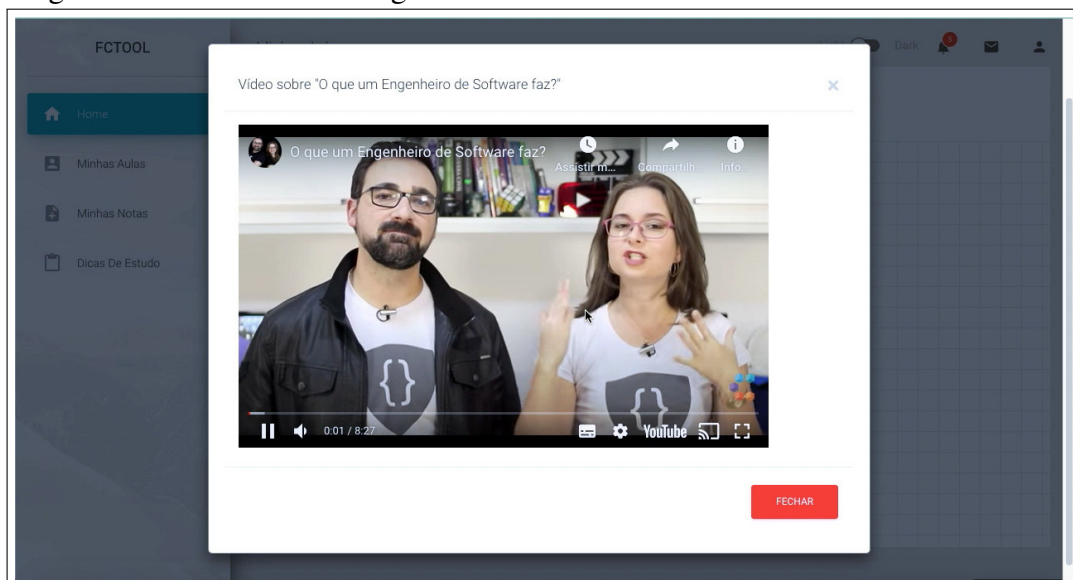 FCTOOL
Dark
5
Vídeo sobre "O que um Engenheiro de Software faz?"
×
Home
O que um Engenheiro de Software faz?
Assistir m...
Compartilh...
Info...
Minhas Aulas
Minhas Notas
Dicas De Estudo
{}
{}
0:01 / 8:27
YouTube
FECHAR